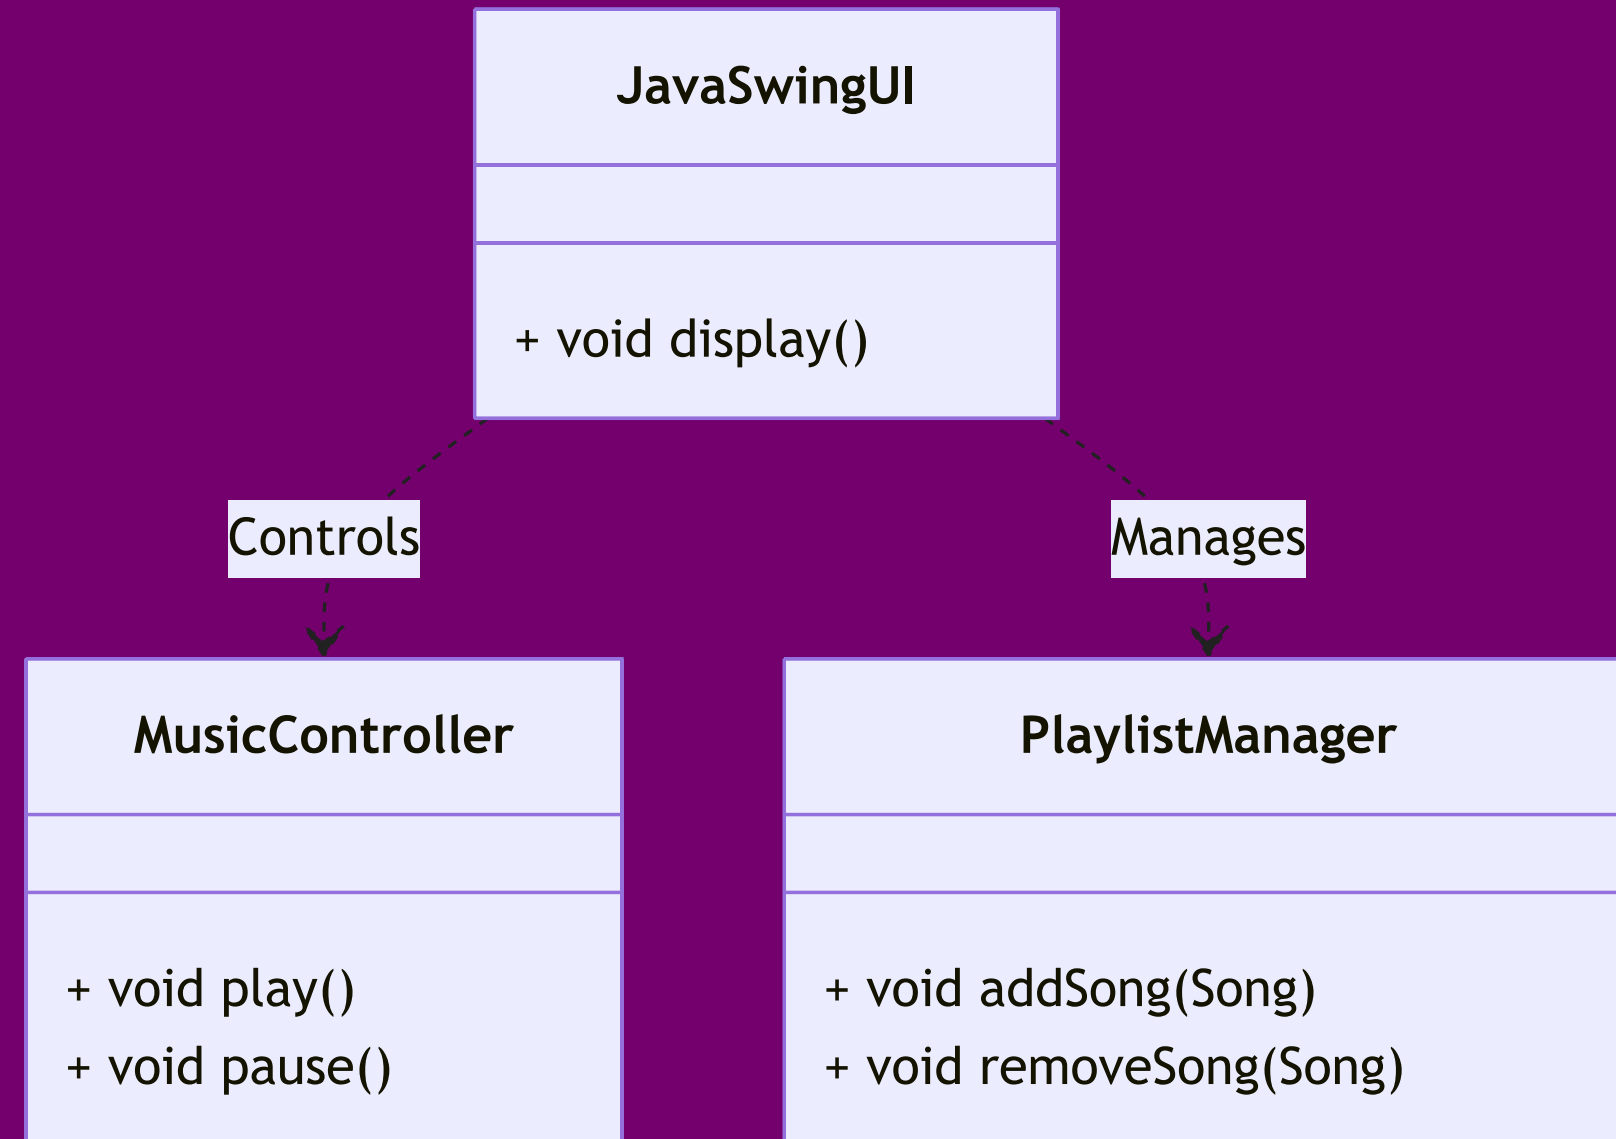 JavaSwingUI
+ void display()
Controls
Manages
MusicController
+ void play()
+ void pause()
PlaylistManager
+ void addSong(Song)
+ void removeSong(Song)